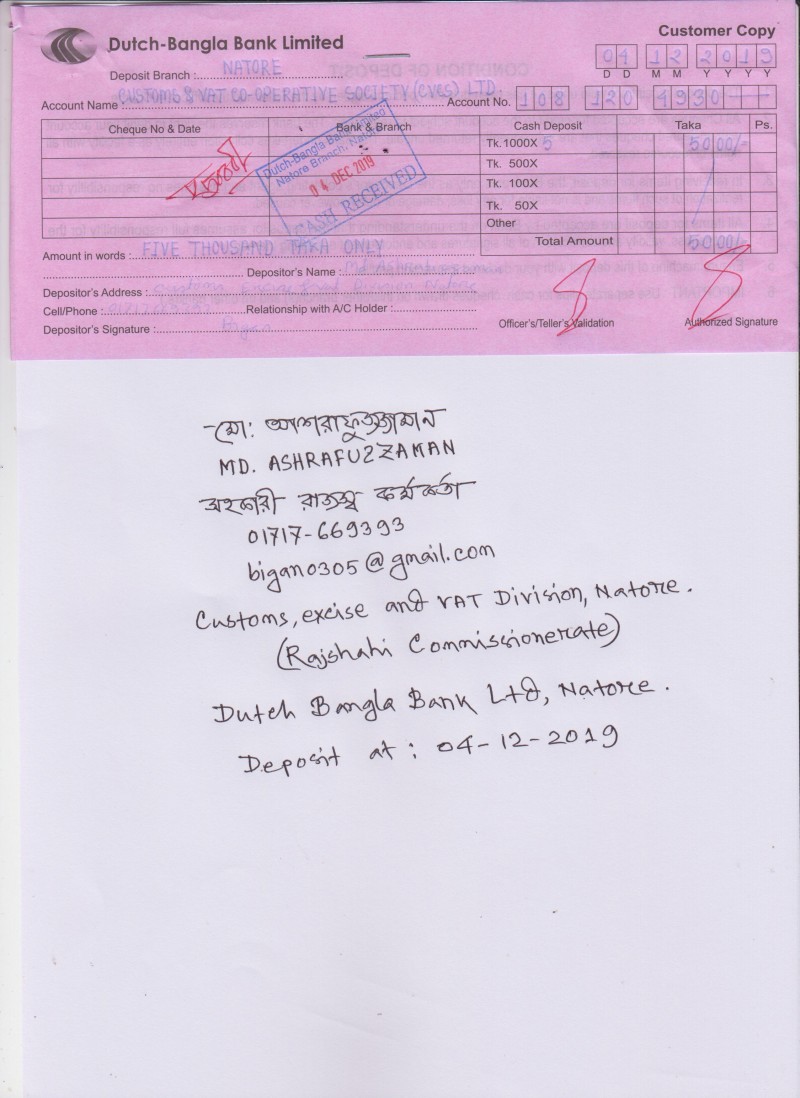 Customer Copy
Dutch-Bangla Bank Limited
04 12 2019
D D M M Y Y Y Y
Deposit Branch : NATORE
Account Name : CUSTOMS & VAT CO-OPERATIVE SOCIETY (CVCS) LTD. Account No. 108 120 4930
Cheque No & Date Bank & Branch Cash Deposit Taka Ps.
Tk. 1000X 5 5000/-
Tk. 500X
Tk. 100X
Tk. 50X
Other
Total Amount 5000/-
Dutch-Bangla Bank Limited
Natore Branch, Natore
04 DEC 2019
CASH RECEIVED
Amount in words : FIVE THOUSAND TAKA ONLY
Depositor's Name :
Depositor's Address :
Cell/Phone : Relationship with A/C Holder :
Depositor's Signature : Officer's/Teller's Validation Authorized Signature
মো: আশরাফুজ্জামান
MD. ASHRAFUZZAMAN
সহকারী রাজস্ব কর্মকর্তা
01717-669393
bigan0305@gmail.com
Customs, excise and VAT Division, Natore.
(Rajshahi Commissionerate)
Dutch Bangla Bank Ltd, Natore.
Deposit at : 04-12-2019